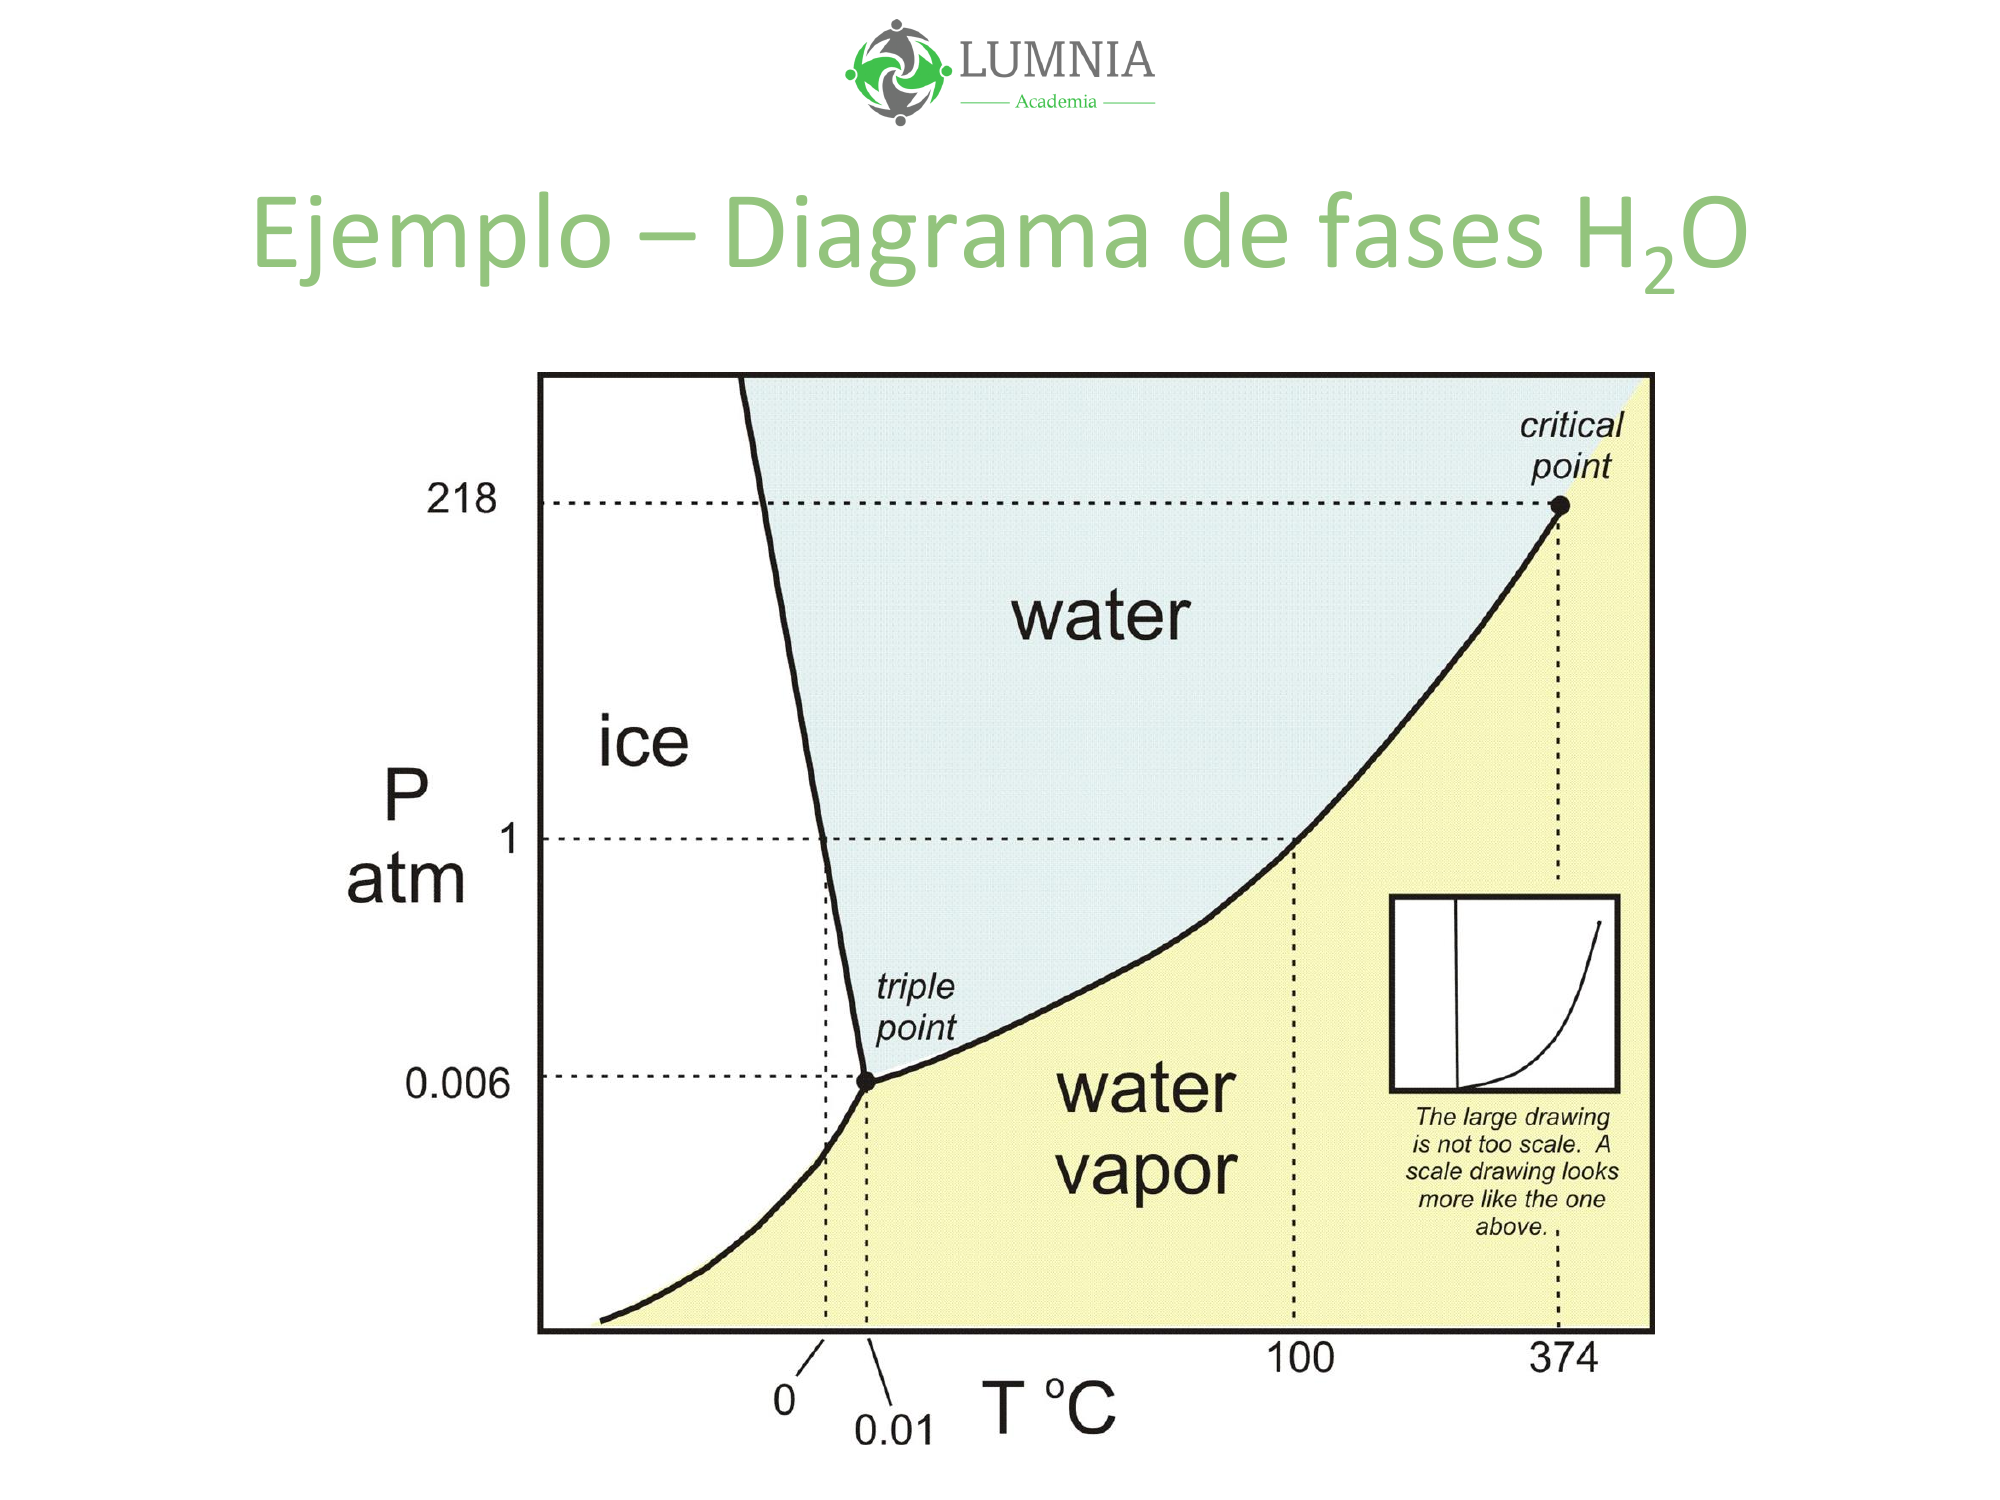 LUMNIA
Academia
Ejemplo – Diagrama de fases H₂O
critical
point
218
water
ice
P
atm
1
triple
point
0.006
water
vapor
The large drawing
is not too scale. A
scale drawing looks
more like the one
above.
0
0.01
T ºC
100
374